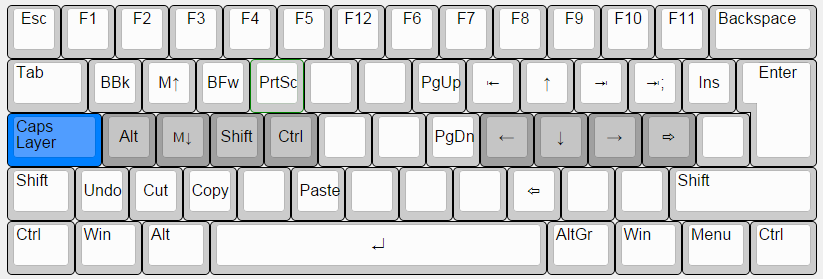 Esc F1 F2 F3 F4 F5 F12 F6 F7 F8 F9 F10 F11 Backspace
Tab BBk M↑ BFw PrtSc PgUp ⇤ ↑ ⇥ ⇥; Ins Enter
Caps
Layer Alt M↓ Shift Ctrl PgDn ← ↓ → ⇨
Shift Undo Cut Copy Paste ⇦ Shift
Ctrl Win Alt ↵ AltGr Win Menu Ctrl